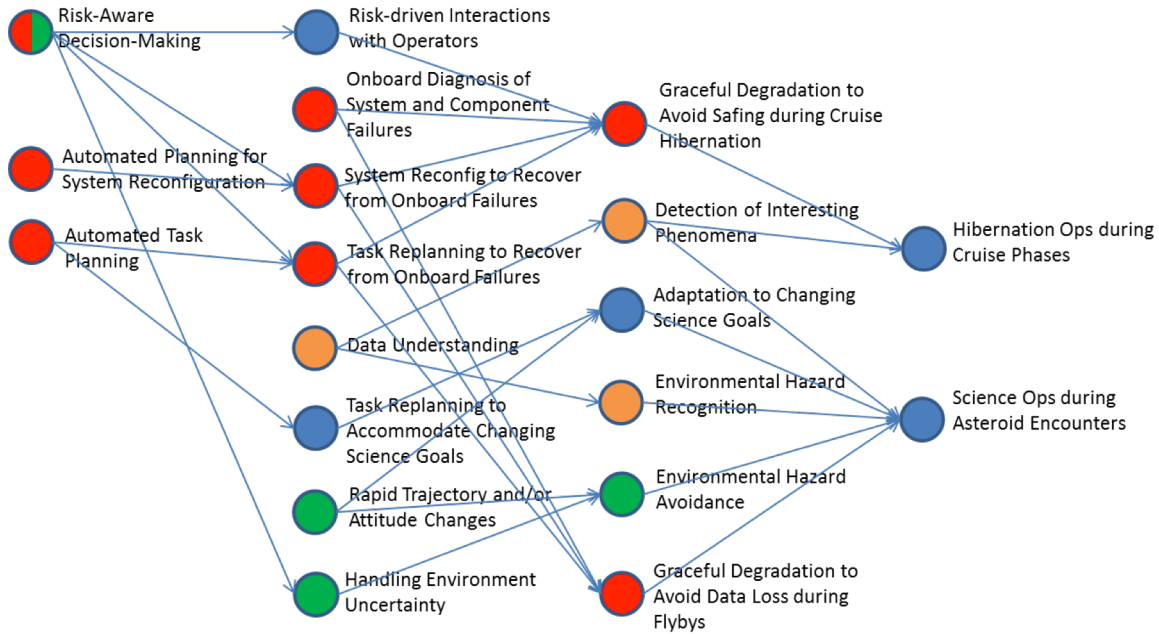 Risk-Aware
Decision-Making
Automated Planning for
System Reconfiguration
Automated Task
Planning
Risk-driven Interactions
with Operators
Onboard Diagnosis of
System and Component
Failures
System Reconfig to Recover
from Onboard Failures
Task Replanning to Recover
from Onboard Failures
Data Understanding
Task Replanning to
Accommodate Changing
Science Goals
Rapid Trajectory and/or
Attitude Changes
Handling Environment
Uncertainty
Graceful Degradation to
Avoid Safing during Cruise
Hibernation
Detection of Interesting
Phenomena
Adaptation to Changing
Science Goals
Environmental Hazard
Recognition
Environmental Hazard
Avoidance
Graceful Degradation to
Avoid Data Loss during
Flybys
Hibernation Ops during
Cruise Phases
Science Ops during
Asteroid Encounters